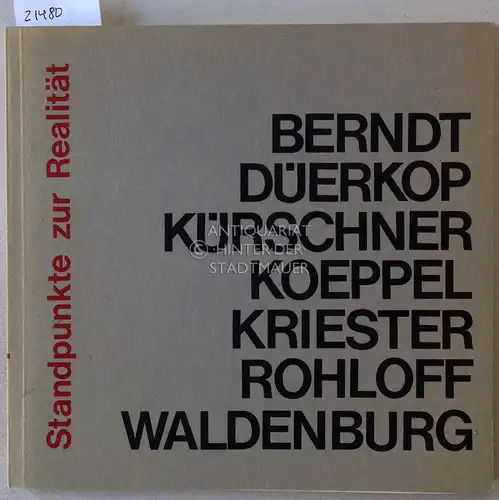 21480
Standpunkte zur Realität
BERNDT
DÜERKOP
KÜRSCHNER
KOEPPEL
KRIESTER
ROHLOFF
WALDENBURG
ANTIQUARIAT
© HINTER DER
STADTMAUER